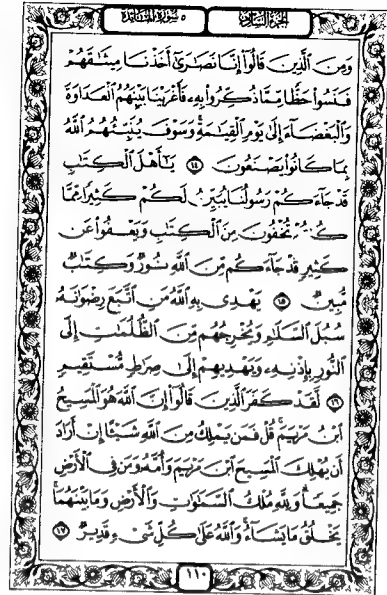 الجزء السادس
٥ سورة المائدة
وَمِنَ ٱلَّذِينَ قَالُوٓا۟ إِنَّا نَصَٰرَىٰٓ أَخَذْنَا مِيثَٰقَهُمْ
فَنَسُوا۟ حَظًّا مِّمَّا ذُكِّرُوا۟ بِهِۦ فَأَغْرَيْنَا بَيْنَهُمُ ٱلْعَدَاوَةَ
وَٱلْبَغْضَآءَ إِلَىٰ يَوْمِ ٱلْقِيَٰمَةِ وَسَوْفَ يُنَبِّئُهُمُ ٱللَّهُ
بِمَا كَانُوا۟ يَصْنَعُونَ ١٤ يَٰٓأَهْلَ ٱلْكِتَٰبِ
قَدْ جَآءَكُمْ رَسُولُنَا يُبَيِّنُ لَكُمْ كَثِيرًا مِّمَّا
كُنتُمْ تُخْفُونَ مِنَ ٱلْكِتَٰبِ وَيَعْفُوا۟ عَن
كَثِيرٍ قَدْ جَآءَكُم مِّنَ ٱللَّهِ نُورٌ وَكِتَٰبٌ
مُّبِينٌ ١٥ يَهْدِى بِهِ ٱللَّهُ مَنِ ٱتَّبَعَ رِضْوَٰنَهُۥ
سُبُلَ ٱلسَّلَٰمِ وَيُخْرِجُهُم مِّنَ ٱلظُّلُمَٰتِ إِلَى
ٱلنُّورِ بِإِذْنِهِۦ وَيَهْدِيهِمْ إِلَىٰ صِرَٰطٍ مُّسْتَقِيمٍ
١٦ لَّقَدْ كَفَرَ ٱلَّذِينَ قَالُوٓا۟ إِنَّ ٱللَّهَ هُوَ ٱلْمَسِيحُ
ٱبْنُ مَرْيَمَ قُلْ فَمَن يَمْلِكُ مِنَ ٱللَّهِ شَيْـًٔا إِنْ أَرَادَ
أَن يُهْلِكَ ٱلْمَسِيحَ ٱبْنَ مَرْيَمَ وَأُمَّهُۥ وَمَن فِى ٱلْأَرْضِ
جَمِيعًا وَلِلَّهِ مُلْكُ ٱلسَّمَٰوَٰتِ وَٱلْأَرْضِ وَمَا بَيْنَهُمَا
يَخْلُقُ مَا يَشَآءُ وَٱللَّهُ عَلَىٰ كُلِّ شَىْءٍ قَدِيرٌ ١٧
١١٠